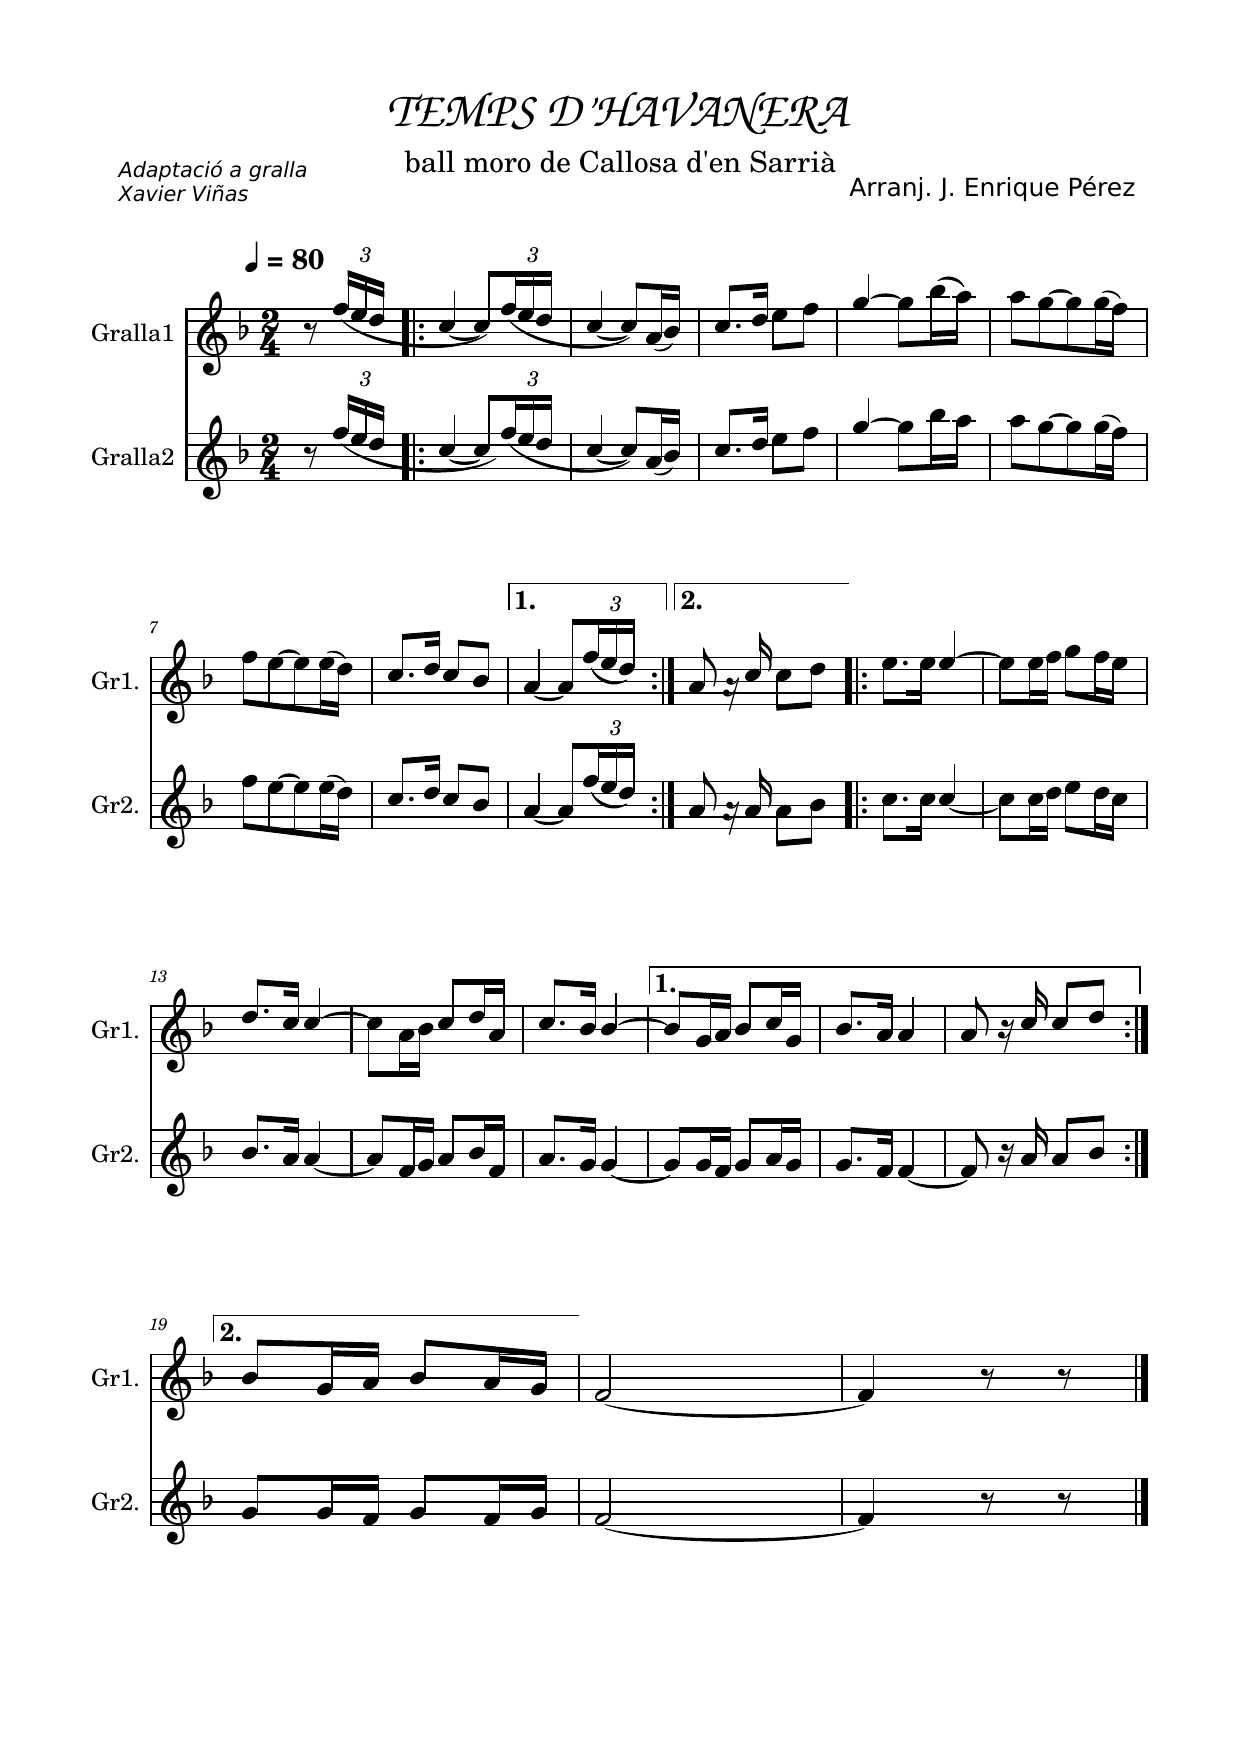 TEMPS D'HAVANERA
ball moro de Callosa d'en Sarrià
Adaptació a gralla
Xavier Viñas
Arranj. J. Enrique Pérez
= 80
3 3 3
Gralla1
2
4
3 3 3
Gralla2
2
4
1. 2.
3
7
Gr1.
3
Gr2.
13
1.
Gr1.
Gr2.
19
2.
Gr1.
Gr2.